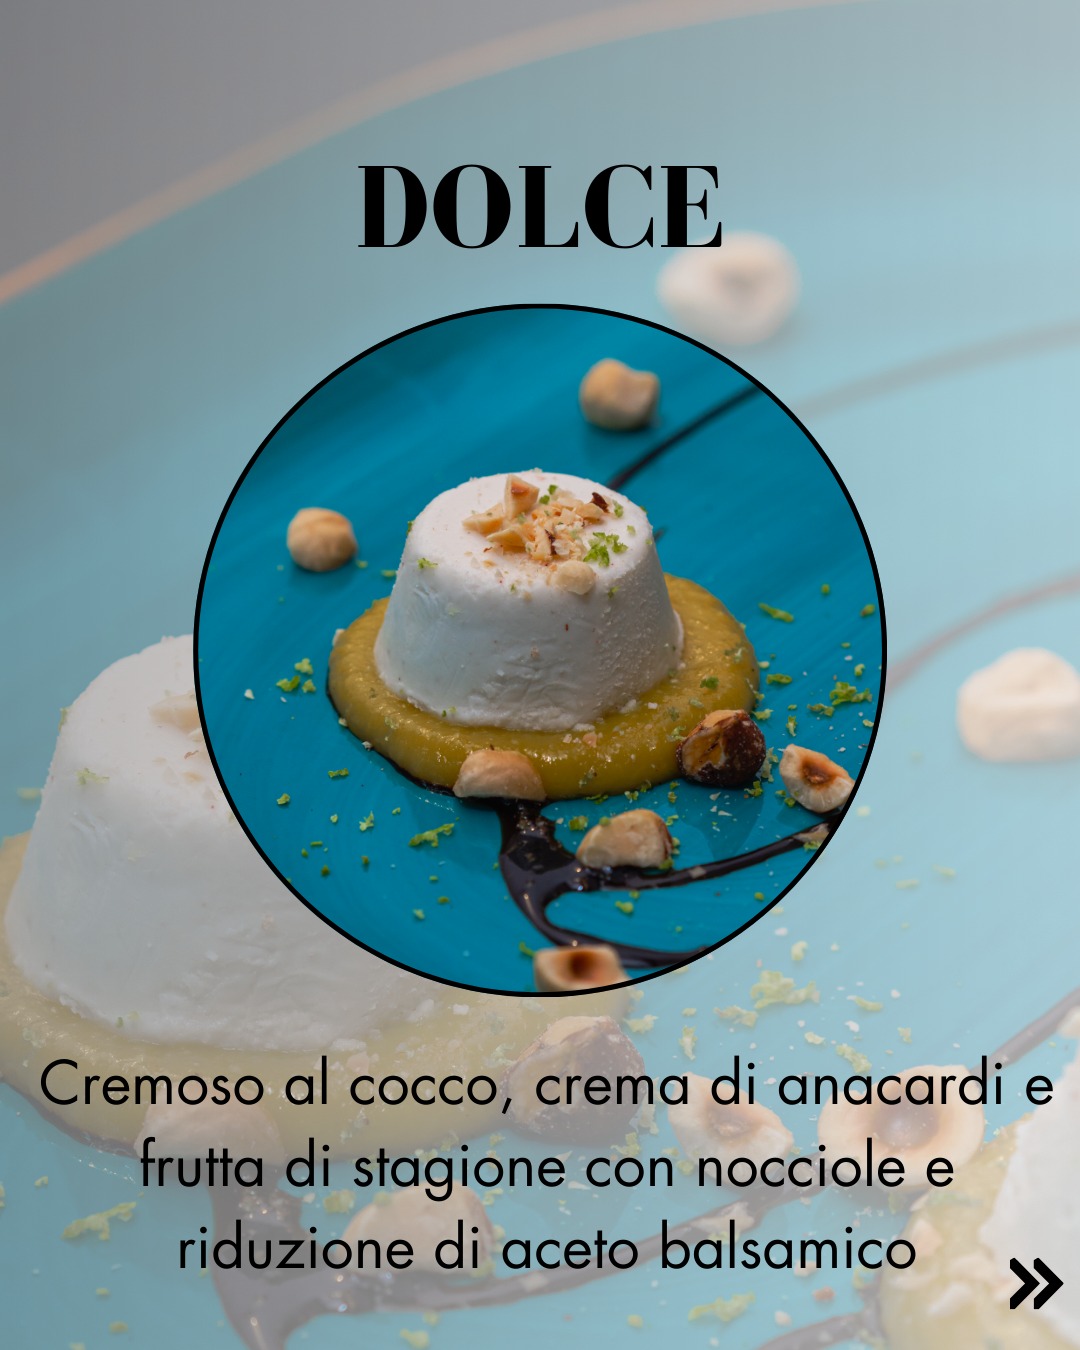 DOLCE
Cremoso al cocco, crema di anacardi e
frutta di stagione con nocciole e
riduzione di aceto balsamico